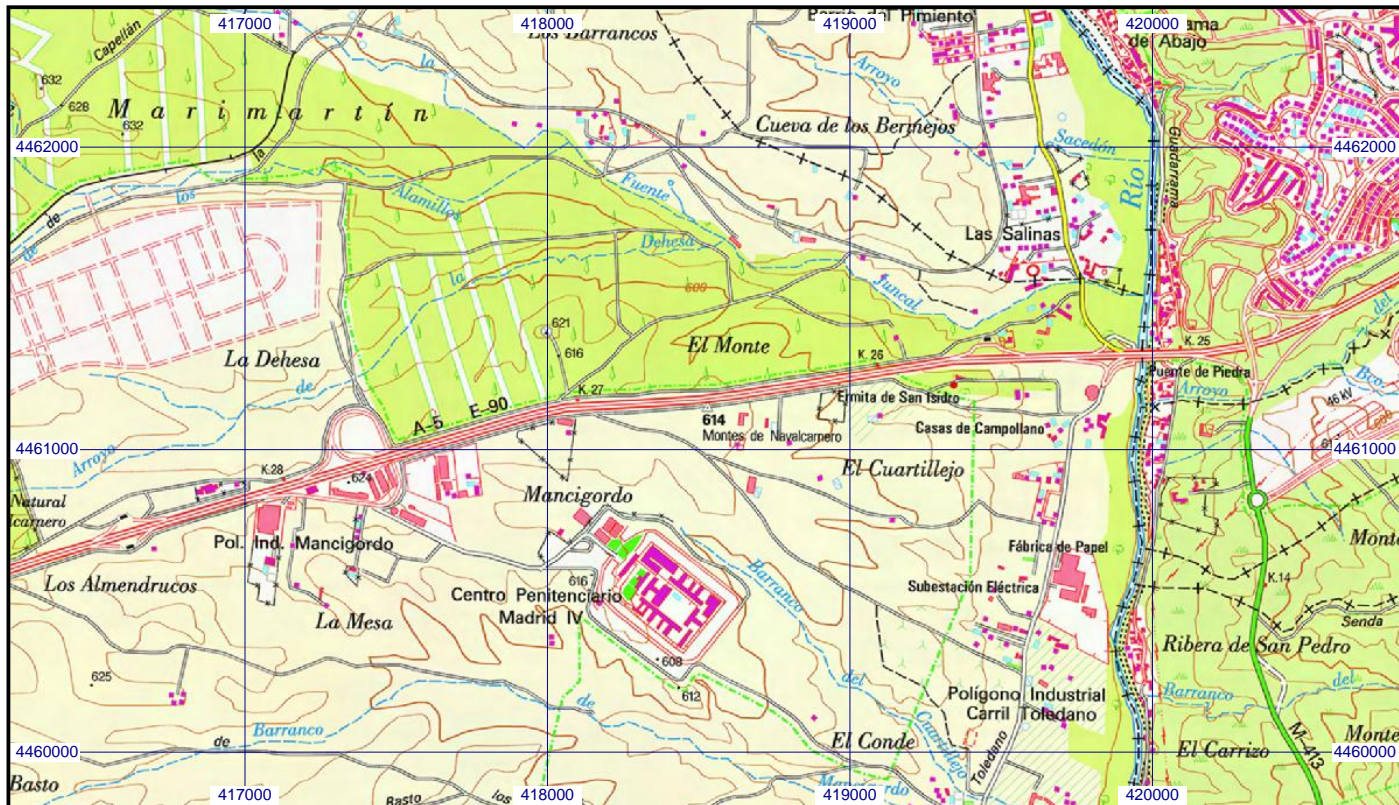 417000
418000
419000
420000
Barrio del Pimiento
Los Barrancos
de Abajo
Capellán
la
Arroyo
632
628
Marimartín
632
Cueva de los Bermejos
Sacedón
4462000
4462000
la
de
los
Alamillos
Fuente
Río
Guadarrama
de
Dehesa
la
Las Salinas
609
Juncal
621
616
El Monte
K. 26
K. 25
La Dehesa
de
Puente de Piedra
Arroyo
del
Bco.
K. 27
E-90
A-5
614
Montes de Navalcarnero
Ermita de San Isidro
Casas de Campollano
46 kV
4461000
4461000
Arroyo
K. 28
624
El Cuartillejo
Natural
Mancigordo
Pol. Ind. Mancigordo
Fábrica de Papel
Monte
Los Almendrucos
616
Centro Penitenciario
Madrid IV
Barranco
Subestación Eléctrica
K.14
La Mesa
Senda
Ribera de San Pedro
608
625
612
del
Polígono Industrial
Carril Toledano
Barranco
del
de
Barranco
Cuartillejo
de
El Conde
Toledano
El Carrizo
M-413
Monte
4460000
4460000
Basto
Basto
los
417000
418000
419000
420000